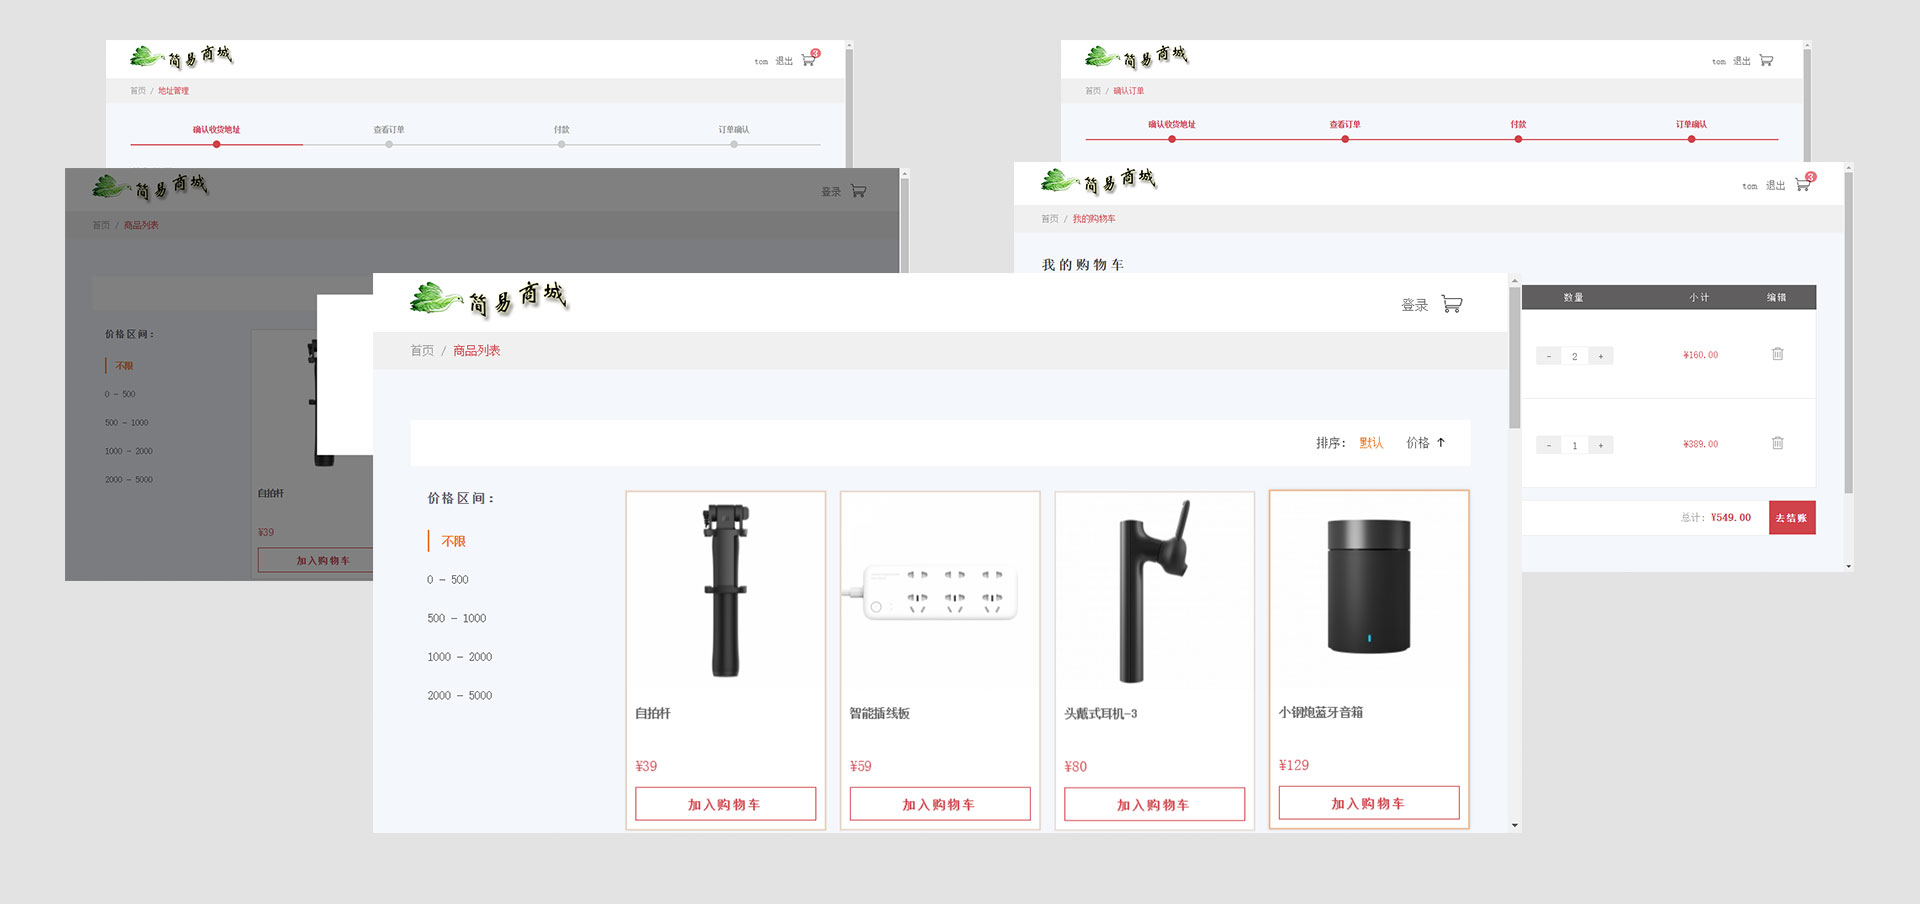 简易商城
tom 退出 3
首页 / 地址管理
确认收货地址 查看订单 付款 订单确认
简易商城
tom 退出
首页 / 确认订单
确认收货地址 查看订单 付款 订单确认
简易商城
登录
首页 / 商品列表
价格区间:
不限
0 - 500
500 - 1000
1000 - 2000
2000 - 5000
自拍杆
¥39
加入购物车
简易商城
tom 退出 3
首页 / 我的购物车
我的购物车
数量 小计 编辑
- 2 + ¥160.00
- 1 + ¥389.00
总计: ¥549.00 去结账
简易商城
登录
首页 / 商品列表
排序: 默认 价格 ↑
价格区间:
不限
0 - 500
500 - 1000
1000 - 2000
2000 - 5000
自拍杆 智能插线板 头戴式耳机-3 小钢炮蓝牙音箱
¥39 ¥59 ¥80 ¥129
加入购物车 加入购物车 加入购物车 加入购物车